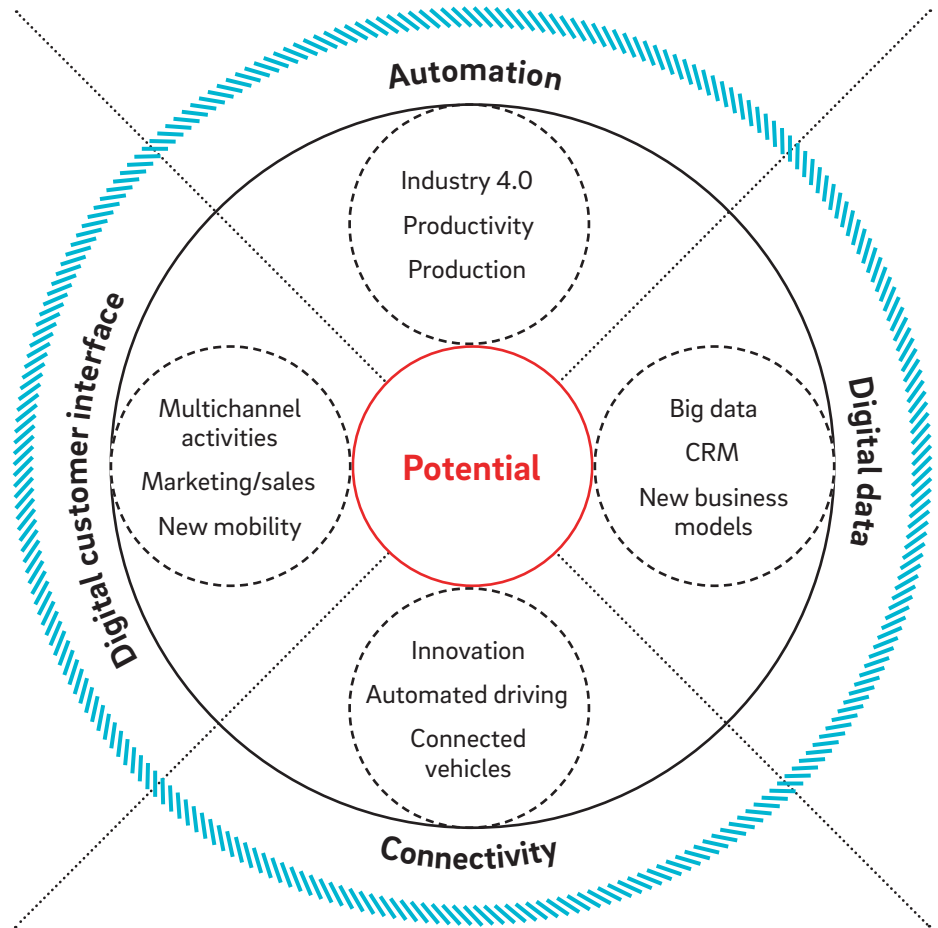 Automation
Industry 4.0
Productivity
Production
Digital customer interface
Multichannel
activities
Marketing/sales
New mobility
Potential
Big data
CRM
New business
models
Digital data
Innovation
Automated driving
Connected
vehicles
Connectivity